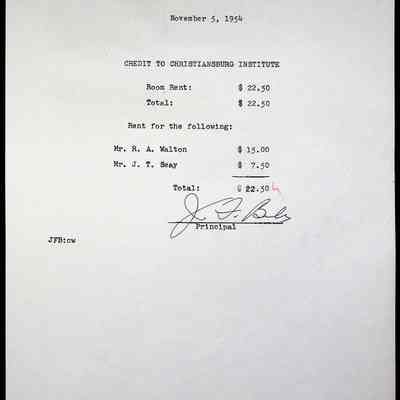 November 5, 1954
CREDIT TO CHRISTIANSBURG INSTITUTE
Room Rent: $ 22.50
Total: $ 22.50
Rent for the following:
Mr. R. A. Walton $ 15.00
Mr. J. T. Seay $ 7.50
Total: $ 22.50
J. F.
Principal
JFB:cw